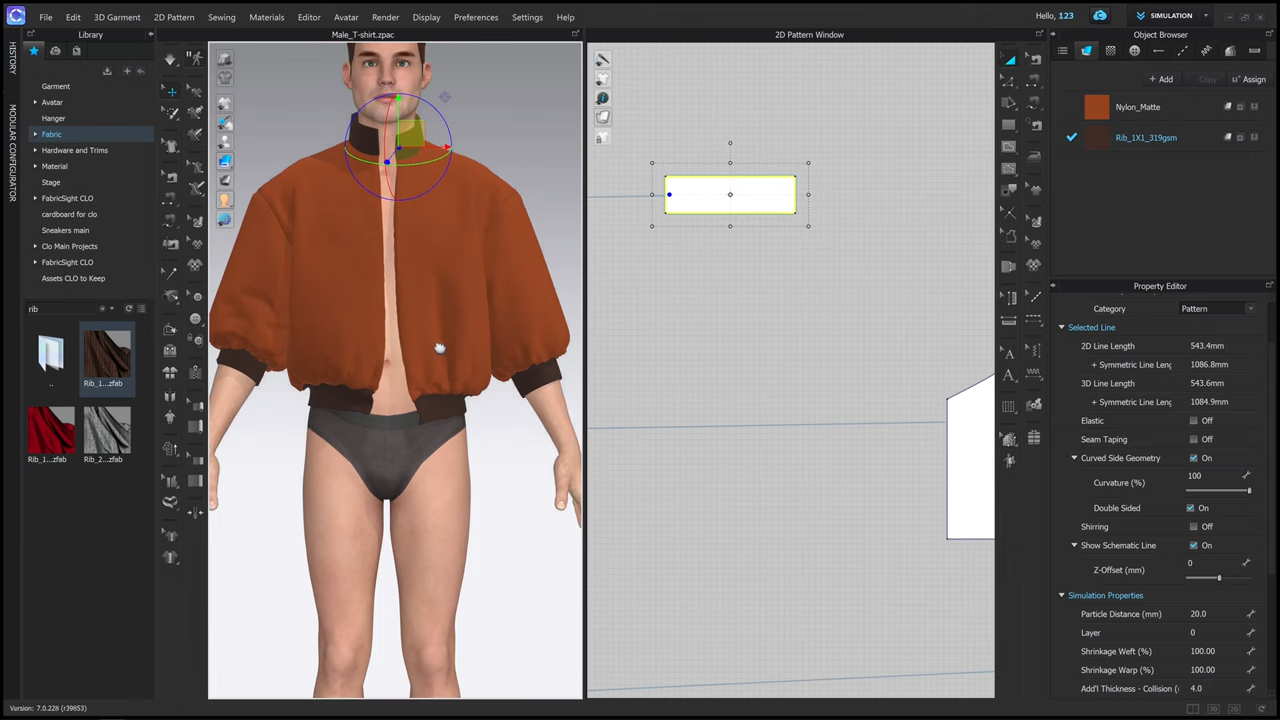 File Edit 3D Garment 2D Pattern Sewing Materials Editor Avatar Render Display Preferences Settings Help
Hello, 123
SIMULATION
Library
Male_T-shirt.zpac
2D Pattern Window
Object Browser
HISTORY
MODULAR CONFIGURATOR
Garment
Avatar
Hanger
Fabric
Hardware and Trims
Material
Stage
FabricSight CLO
cardboard for clo
Sneakers main
Clo Main Projects
FabricSight CLO
Assets CLO to Keep
rib
..
Rib_1...zfab
Rib_1...zfab
Rib_2...zfab
+ Add
Copy
Assign
Nylon_Matte
Rib_1X1_319gsm
Property Editor
Category Pattern
Selected Line
2D Line Length 543.4mm
+ Symmetric Line Leng 1086.8mm
3D Line Length 543.6mm
+ Symmetric Line Leng 1084.9mm
Elastic Off
Seam Taping Off
Curved Side Geometry On
Curvature (%) 100
Double Sided On
Shirring Off
Show Schematic Line On
Z-Offset (mm) 0
Simulation Properties
Particle Distance (mm) 20.0
Layer 0
Shrinkage Weft (%) 100.00
Shrinkage Warp (%) 100.00
Add'l Thickness - Collision ( 4.0
Version: 7.0.228 (r39853)
3D
2D